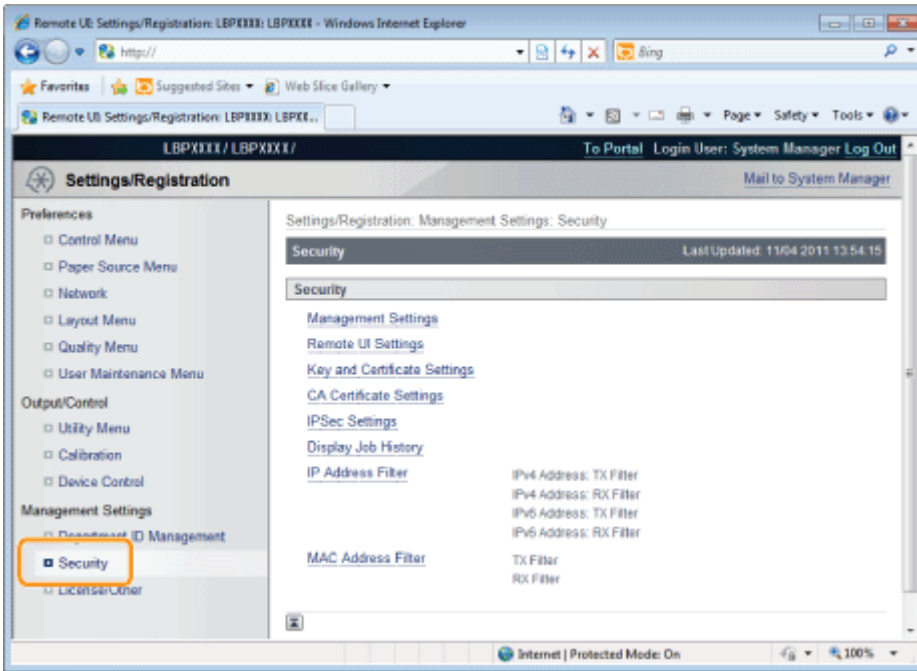 Remote UI: Settings/Registration: LBPXXXX: LBPXXXX - Windows Internet Explorer
http://
Bing
Favorites Suggested Sites Web Slice Gallery
Remote UI: Settings/Registration: LBPXXXX: LBPXX...
Page Safety Tools
LBPXXXX / LBPXXXX /
To Portal Login User: System Manager Log Out
Settings/Registration
Mail to System Manager
Preferences
Control Menu
Paper Source Menu
Network
Layout Menu
Quality Menu
User Maintenance Menu
Output/Control
Utility Menu
Calibration
Device Control
Management Settings
Department ID Management
Security
License/Other
Settings/Registration: Management Settings: Security
Security Last Updated: 11/04 2011 13:54:15
Security
Management Settings
Remote UI Settings
Key and Certificate Settings
CA Certificate Settings
IPSec Settings
Display Job History
IP Address Filter
IPv4 Address: TX Filter
IPv4 Address: RX Filter
IPv6 Address: TX Filter
IPv6 Address: RX Filter
MAC Address Filter
TX Filter
RX Filter
Internet | Protected Mode: On
100%